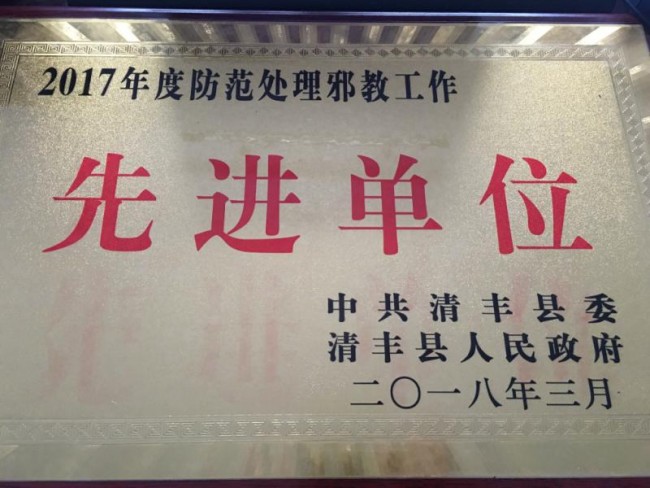 2017年度防范处理邪教工作
先进单位
中共清丰县委
清丰县人民政府
二〇一八年三月